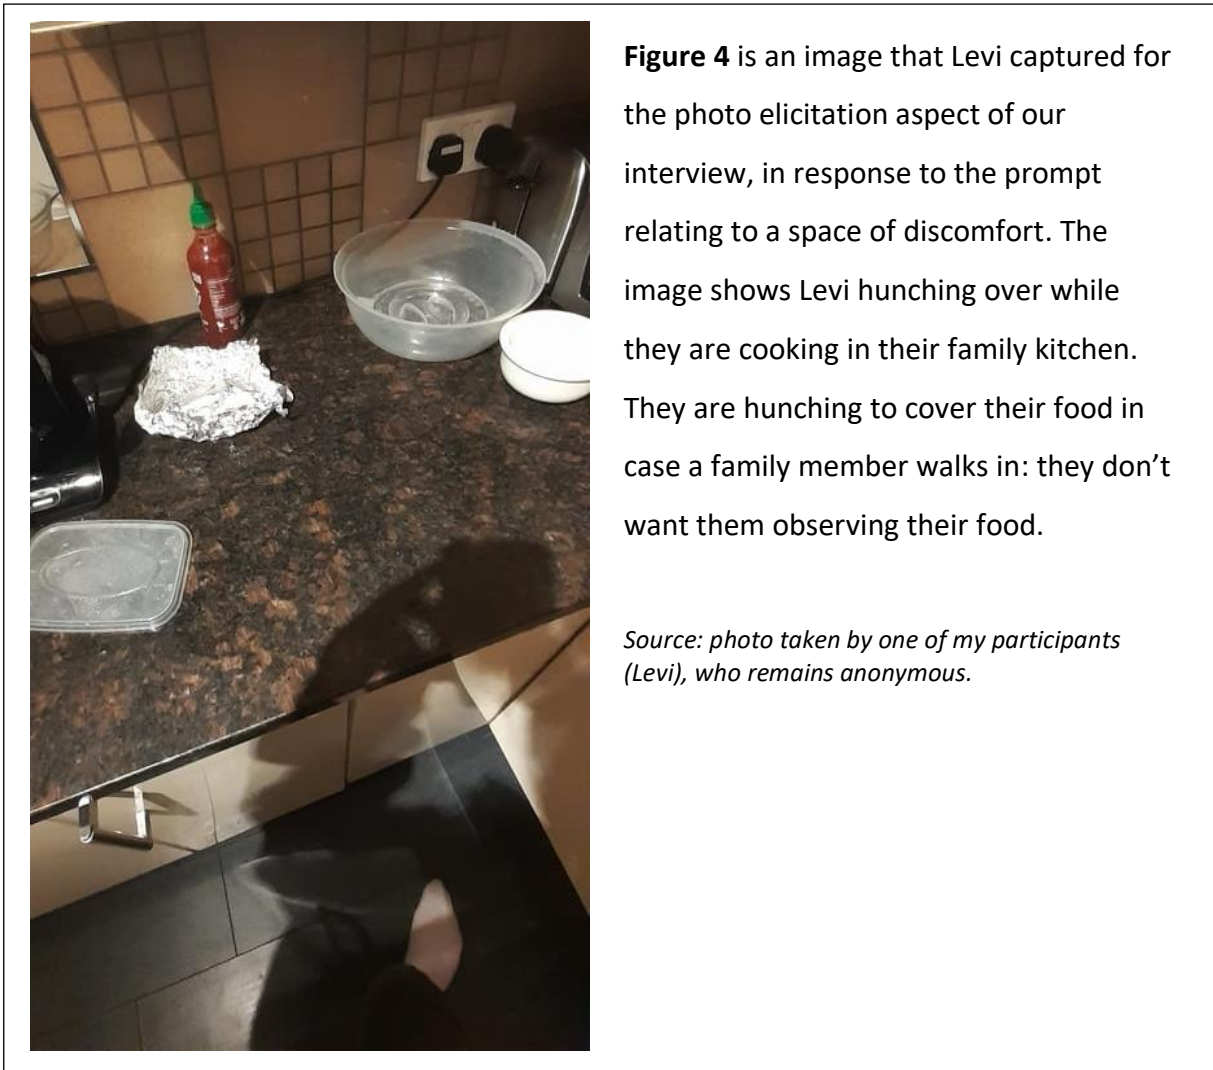 Figure 4 is an image that Levi captured for
the photo elicitation aspect of our
interview, in response to the prompt
relating to a space of discomfort. The
image shows Levi hunching over while
they are cooking in their family kitchen.
They are hunching to cover their food in
case a family member walks in: they don’t
want them observing their food.
Source: photo taken by one of my participants
(Levi), who remains anonymous.